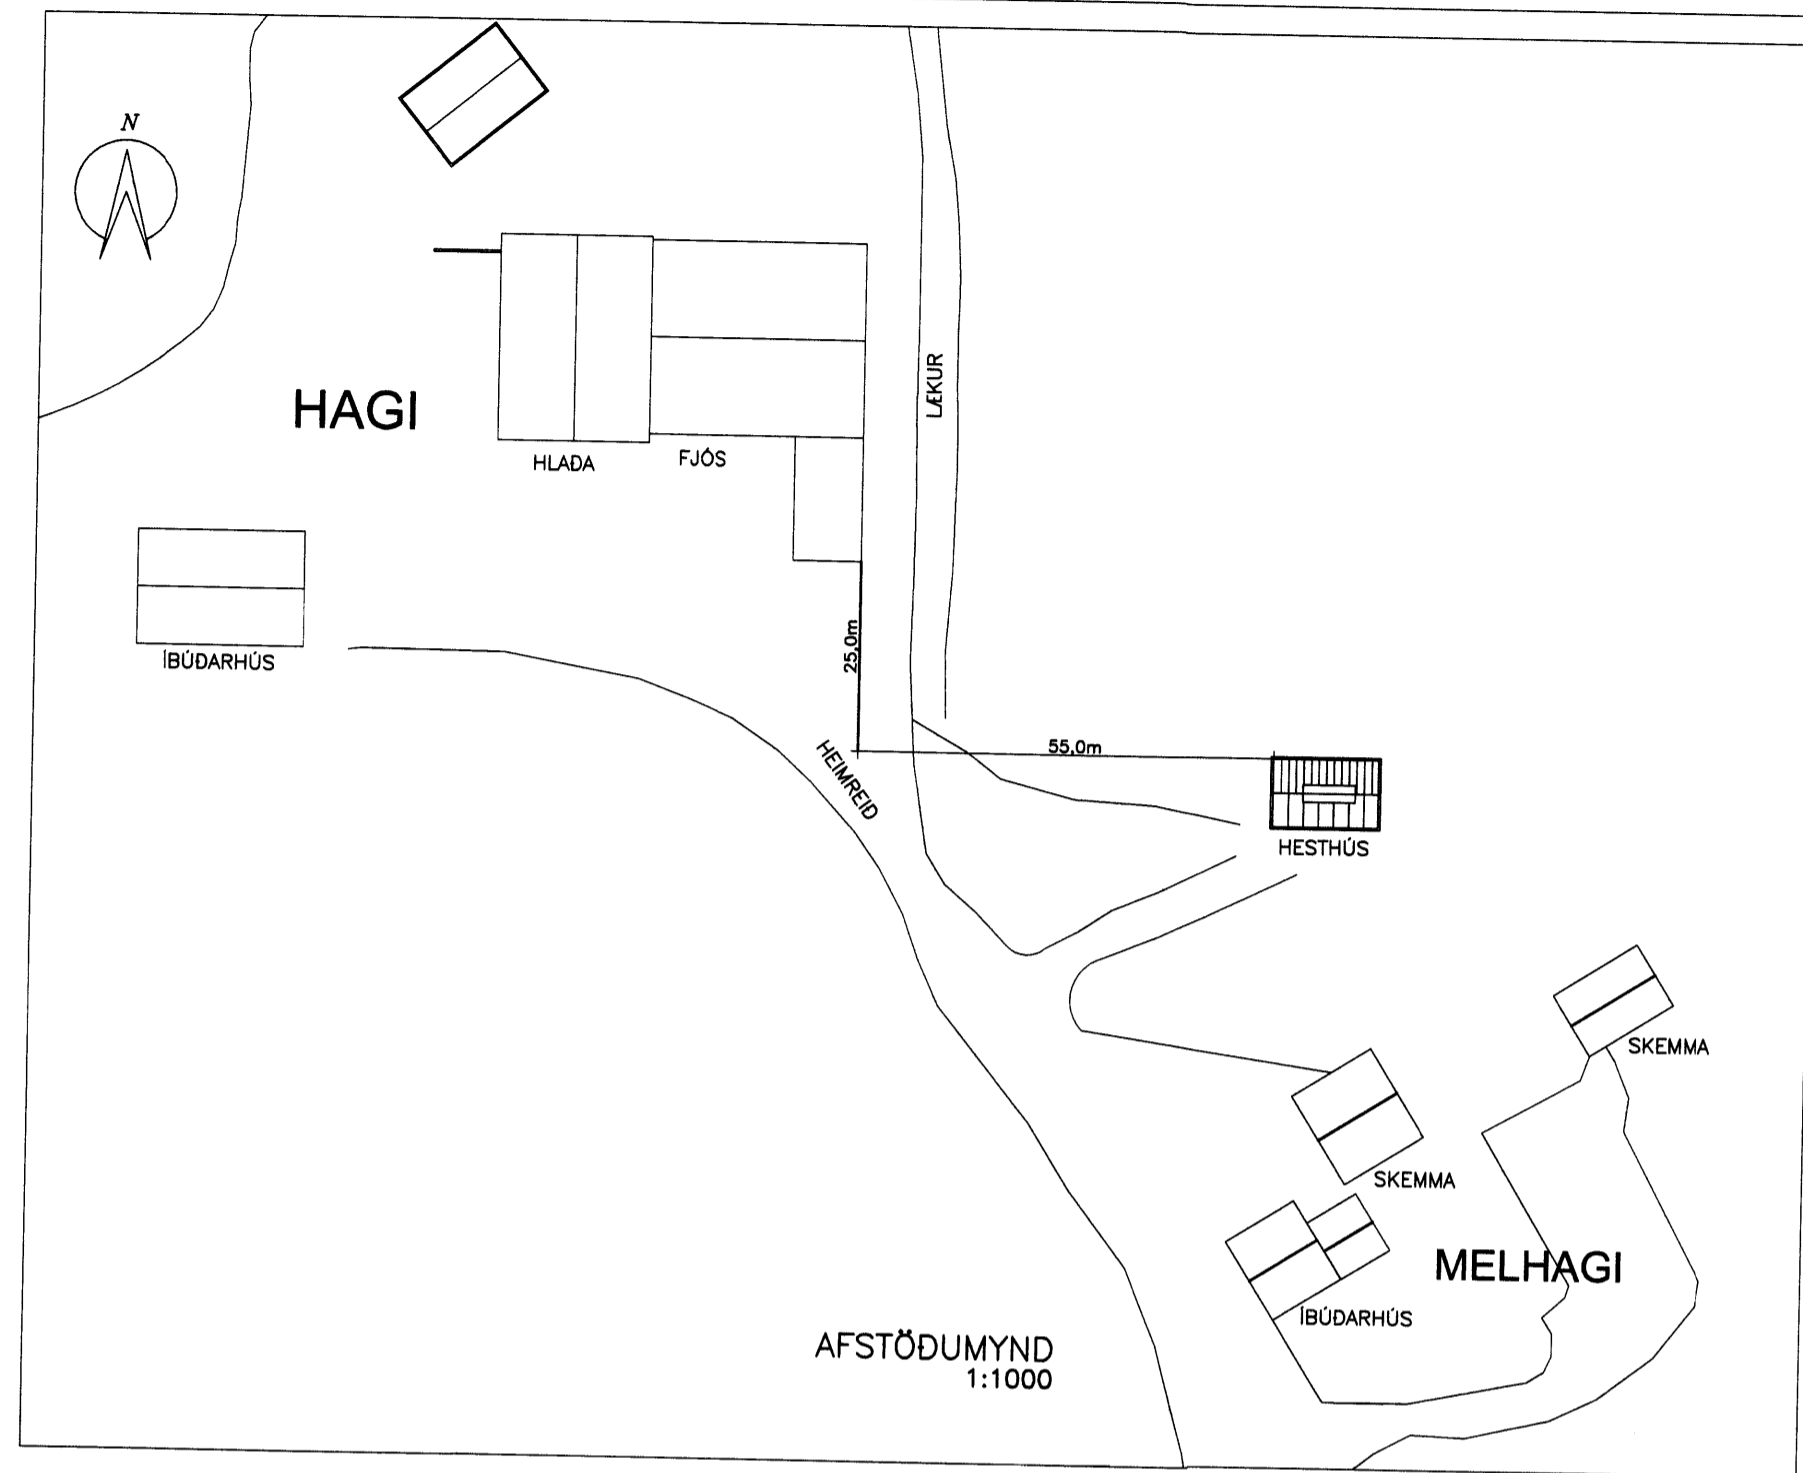 N
HAGI
LÆKUR
HLAÐA
FJÓS
ÍBÚÐARHÚS
25,0m
HEIMREIÐ
55,0m
HESTHÚS
SKEMMA
SKEMMA
MELHAGI
ÍBÚÐARHÚS
AFSTÖÐUMYND
1:1000